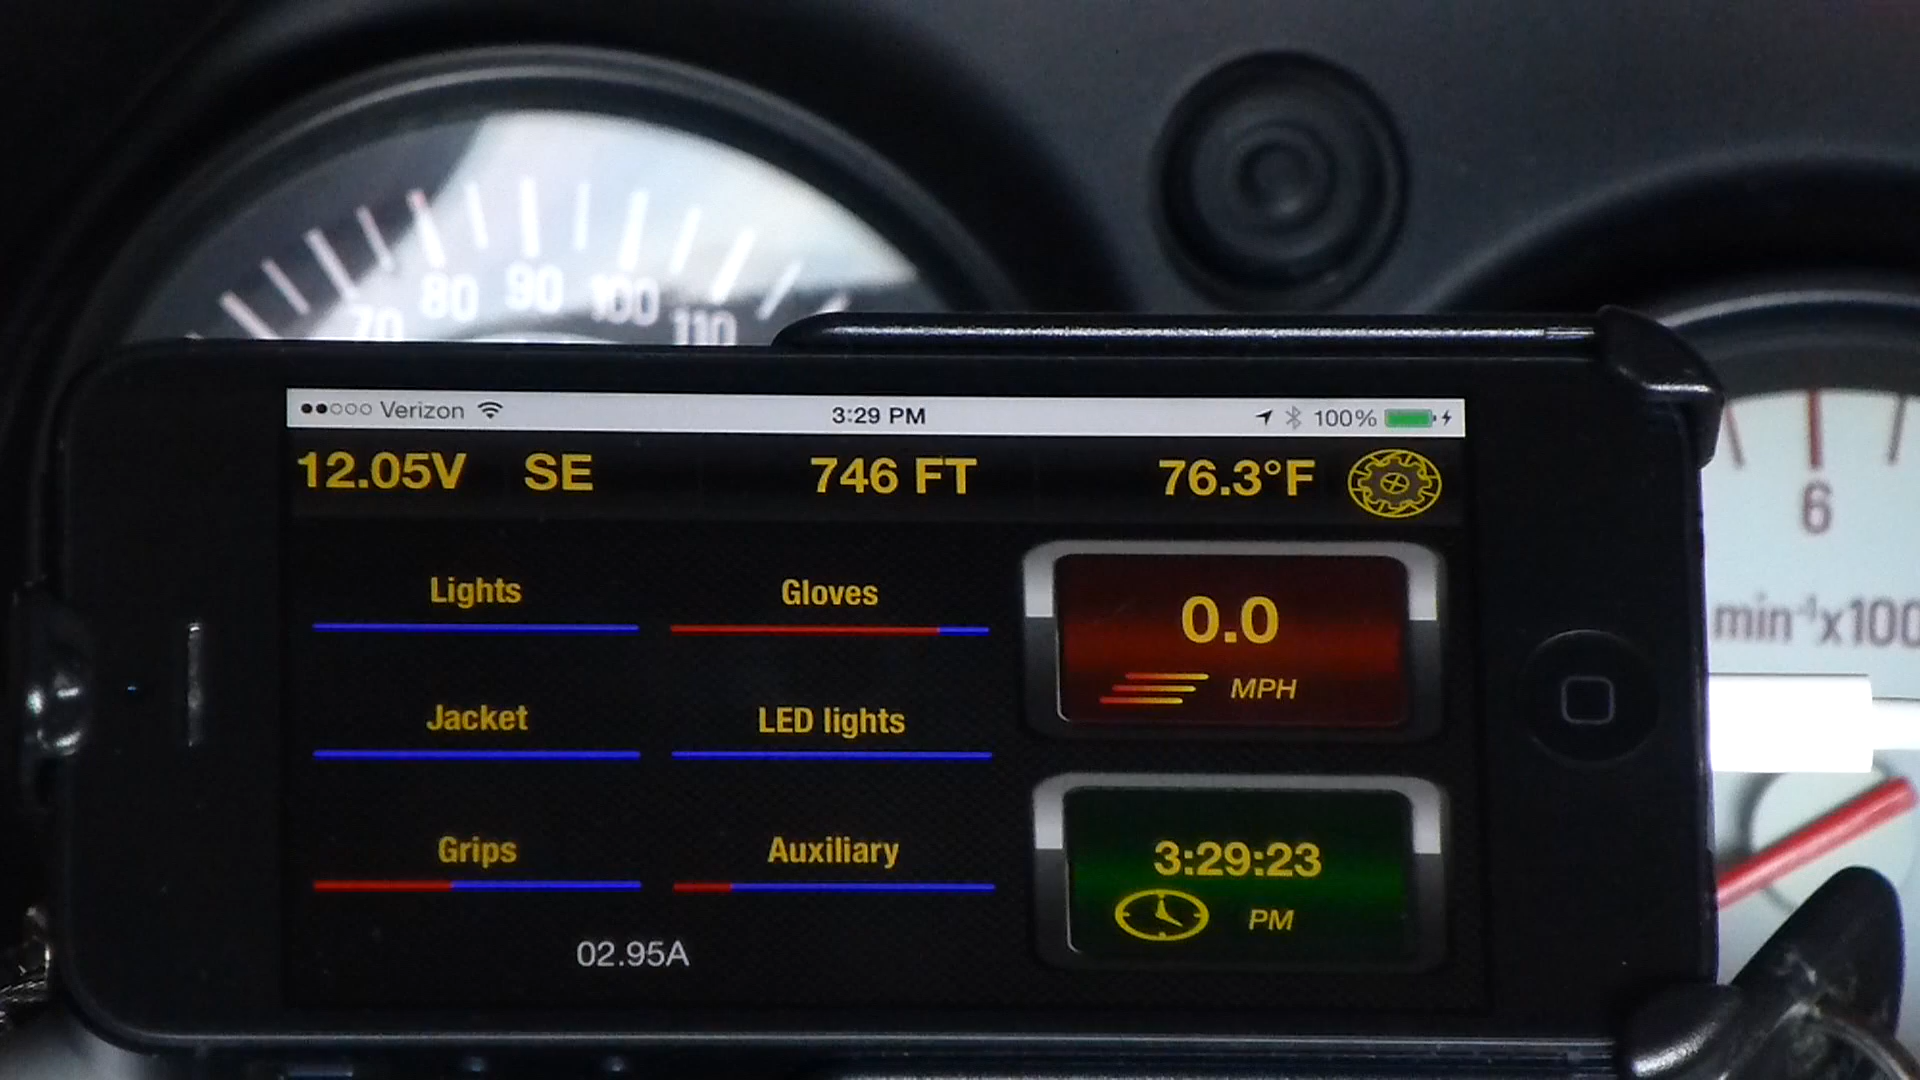 70 80 90 100 110
Verizon 3:29 PM 100%
12.05V SE 746 FT 76.3°F
6
Lights Gloves
0.0
min⁻¹x100
MPH
Jacket LED lights
Grips Auxiliary
3:29:23
PM
02.95A